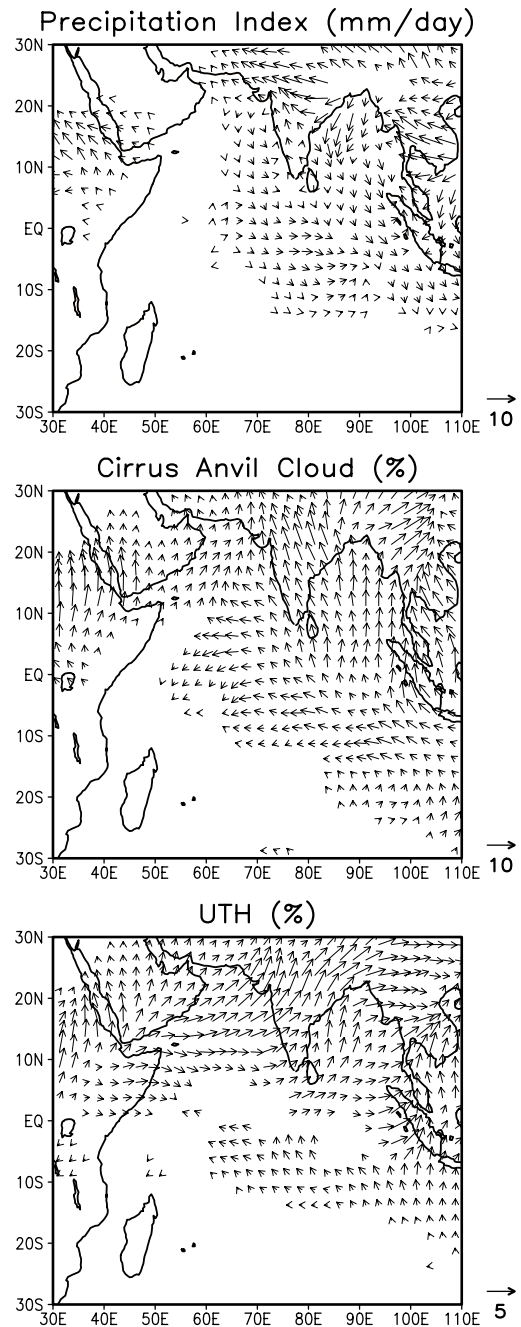 Precipitation Index (mm/day)
30N
20N
10N
EQ
10S
20S
30S
30E 40E 50E 60E 70E 80E 90E 100E 110E
10
Cirrus Anvil Cloud (%)
30N
20N
10N
EQ
10S
20S
30S
30E 40E 50E 60E 70E 80E 90E 100E 110E
10
UTH (%)
30N
20N
10N
EQ
10S
20S
30S
30E 40E 50E 60E 70E 80E 90E 100E 110E
5